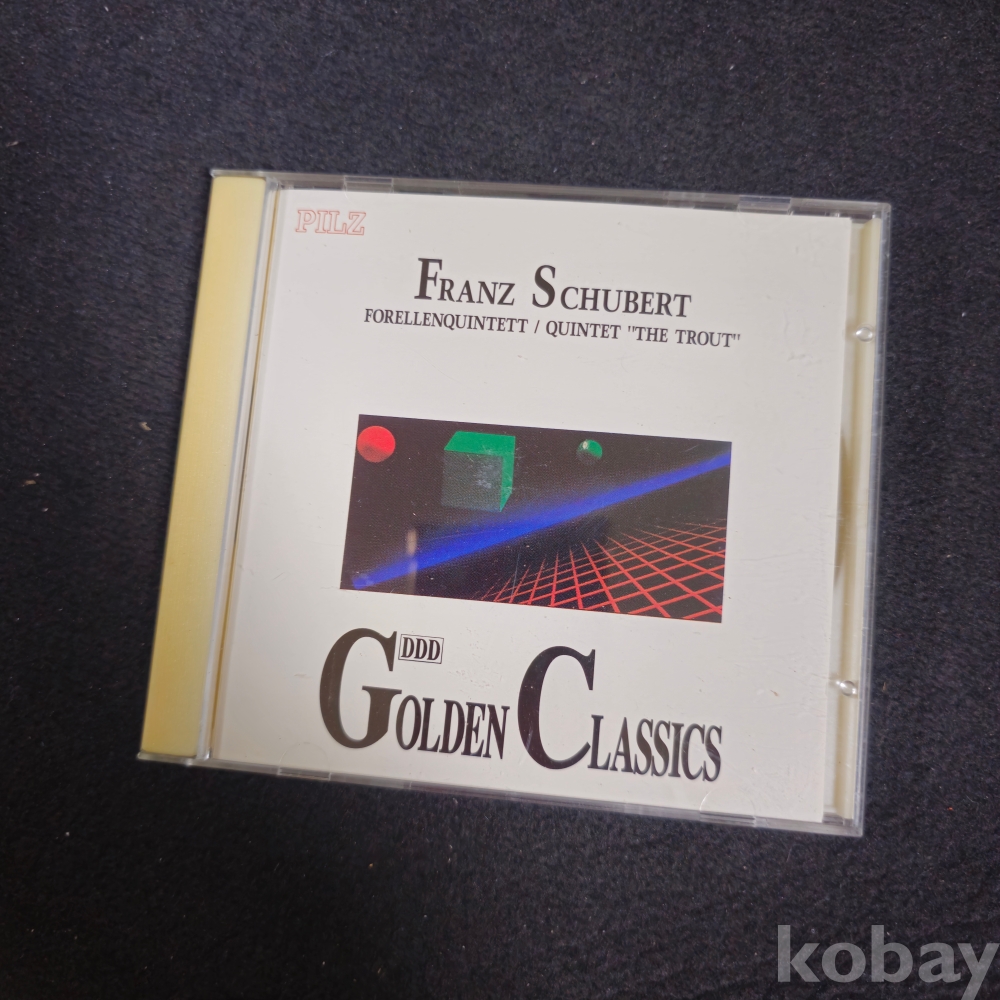 PILZ
FRANZ SCHUBERT
FORELLENQUINTETT / QUINTET "THE TROUT"
DDD
GOLDEN CLASSICS
kobay